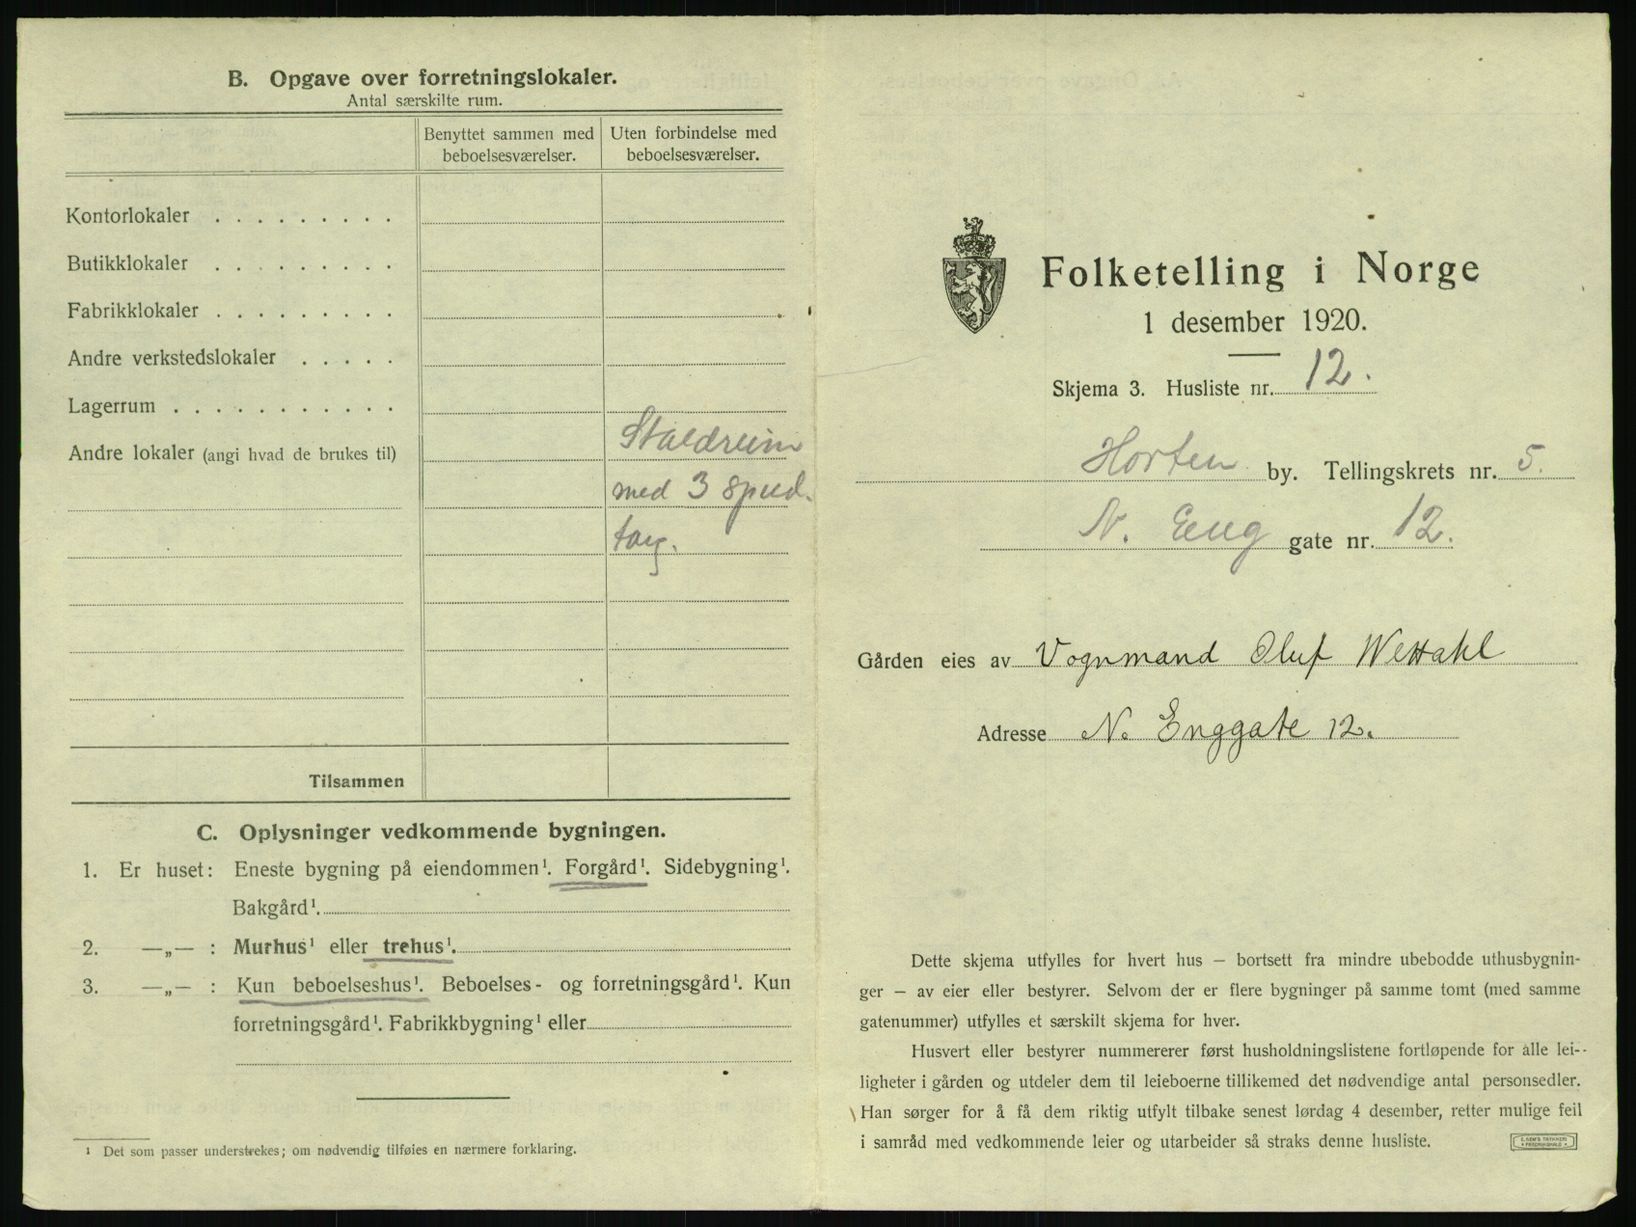 B. Opgave over forretningslokaler.
Antal særskilte rum.
Benyttet sammen med beboelsesværelser.
Uten forbindelse med beboelsesværelser.
Kontorlokaler . . . . . . . . .
Butikklokaler . . . . . . . . .
Fabrikklokaler . . . . . . . . .
Andre verkstedslokaler . . . . .
Lagerrum . . . . . . . . . . .
Andre lokaler (angi hvad de brukes til)
Staldrum
med 3 spild.
tag.
Tilsammen
C. Oplysninger vedkommende bygningen.
1. Er huset: Eneste bygning på eiendommen¹. Forgård¹. Sidebygning¹.
Bakgård¹.
2. —„— : Murhus¹ eller trehus¹.
3. —„— : Kun beboelseshus¹. Beboelses- og forretningsgård¹. Kun
forretningsgård¹. Fabrikkbygning¹ eller
¹ Det som passer understrekes; om nødvendig tilføies en nærmere forklaring.
Folketelling i Norge
1 desember 1920.
Skjema 3. Husliste nr. 12.
Horten by. Tellingskrets nr. 5.
N. Eng gate nr. 12.
Gården eies av Vognmand Oluf Wettahl
Adresse N. Enggate 12.
Dette skjema utfylles for hvert hus – bortsett fra mindre ubebodde uthusbygnin-
ger – av eier eller bestyrer. Selvom der er flere bygninger på samme tomt (med samme
gatenummer) utfylles et særskilt skjema for hver.
Husvert eller bestyrer nummererer først husholdningslistene fortløpende for alle lei-
ligheter i gården og utdeler dem til leieboerne tillikemed det nødvendige antal personsedler.
Han sørger for å få dem riktig utfylt tilbake senest lørdag 4 desember, retter mulige feil
i samråd med vedkommende leier og utarbeider så straks denne husliste.